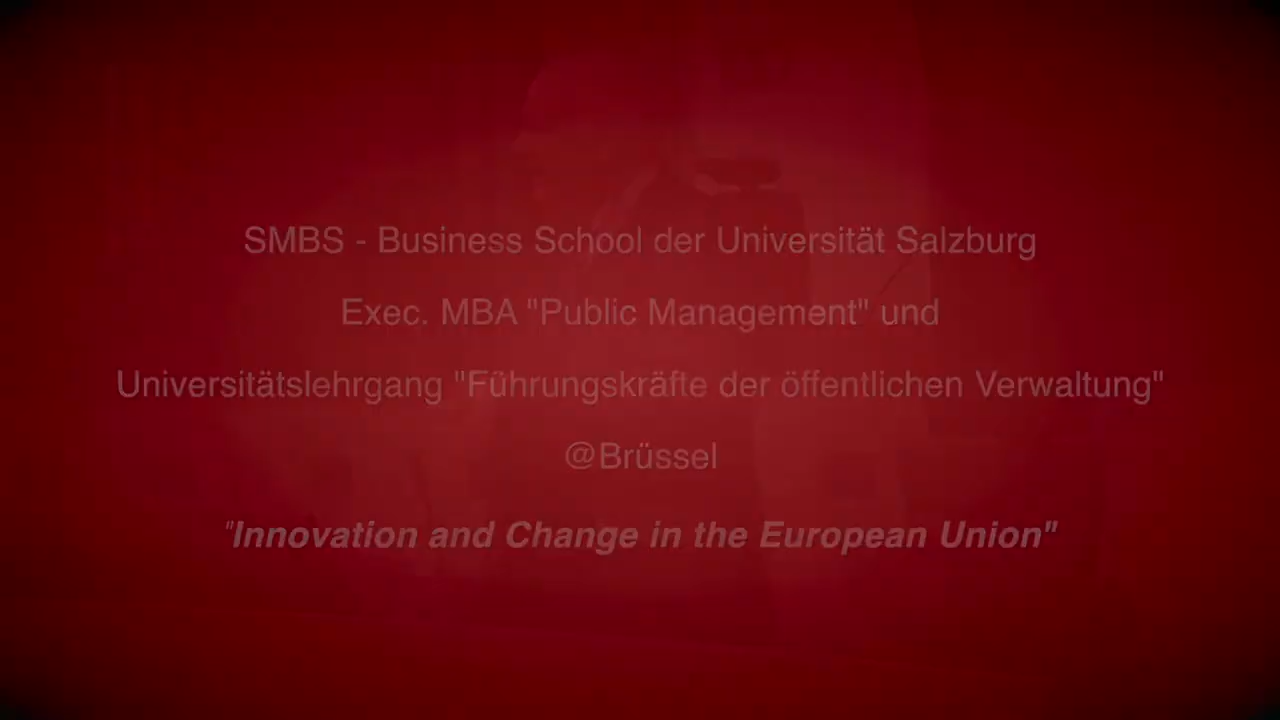 SMBS - Business School der Universität Salzburg
Exec. MBA "Public Management" und
Universitätslehrgang "Führungskräfte der öffentlichen Verwaltung"
@Brüssel
"Innovation and Change in the European Union"